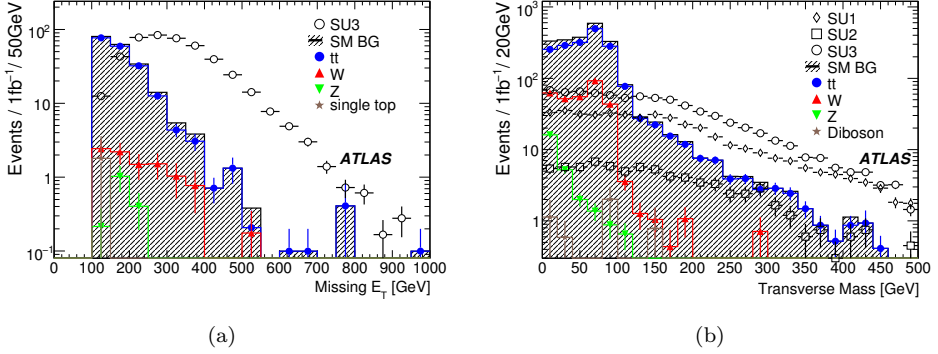 Events / 50GeV / 1fb⁻¹
10²
10
1
10⁻¹
SU3
SM BG
tt
W
Z
single top
ATLAS
0 100 200 300 400 500 600 700 800 900 1000
Missing E_T [GeV]
(a)
Events / 20GeV / 1fb⁻¹
10³
10²
10
1
SU1
SU2
SU3
SM BG
tt
W
Z
Diboson
ATLAS
0 50 100 150 200 250 300 350 400 450 500
Transverse Mass [GeV]
(b)